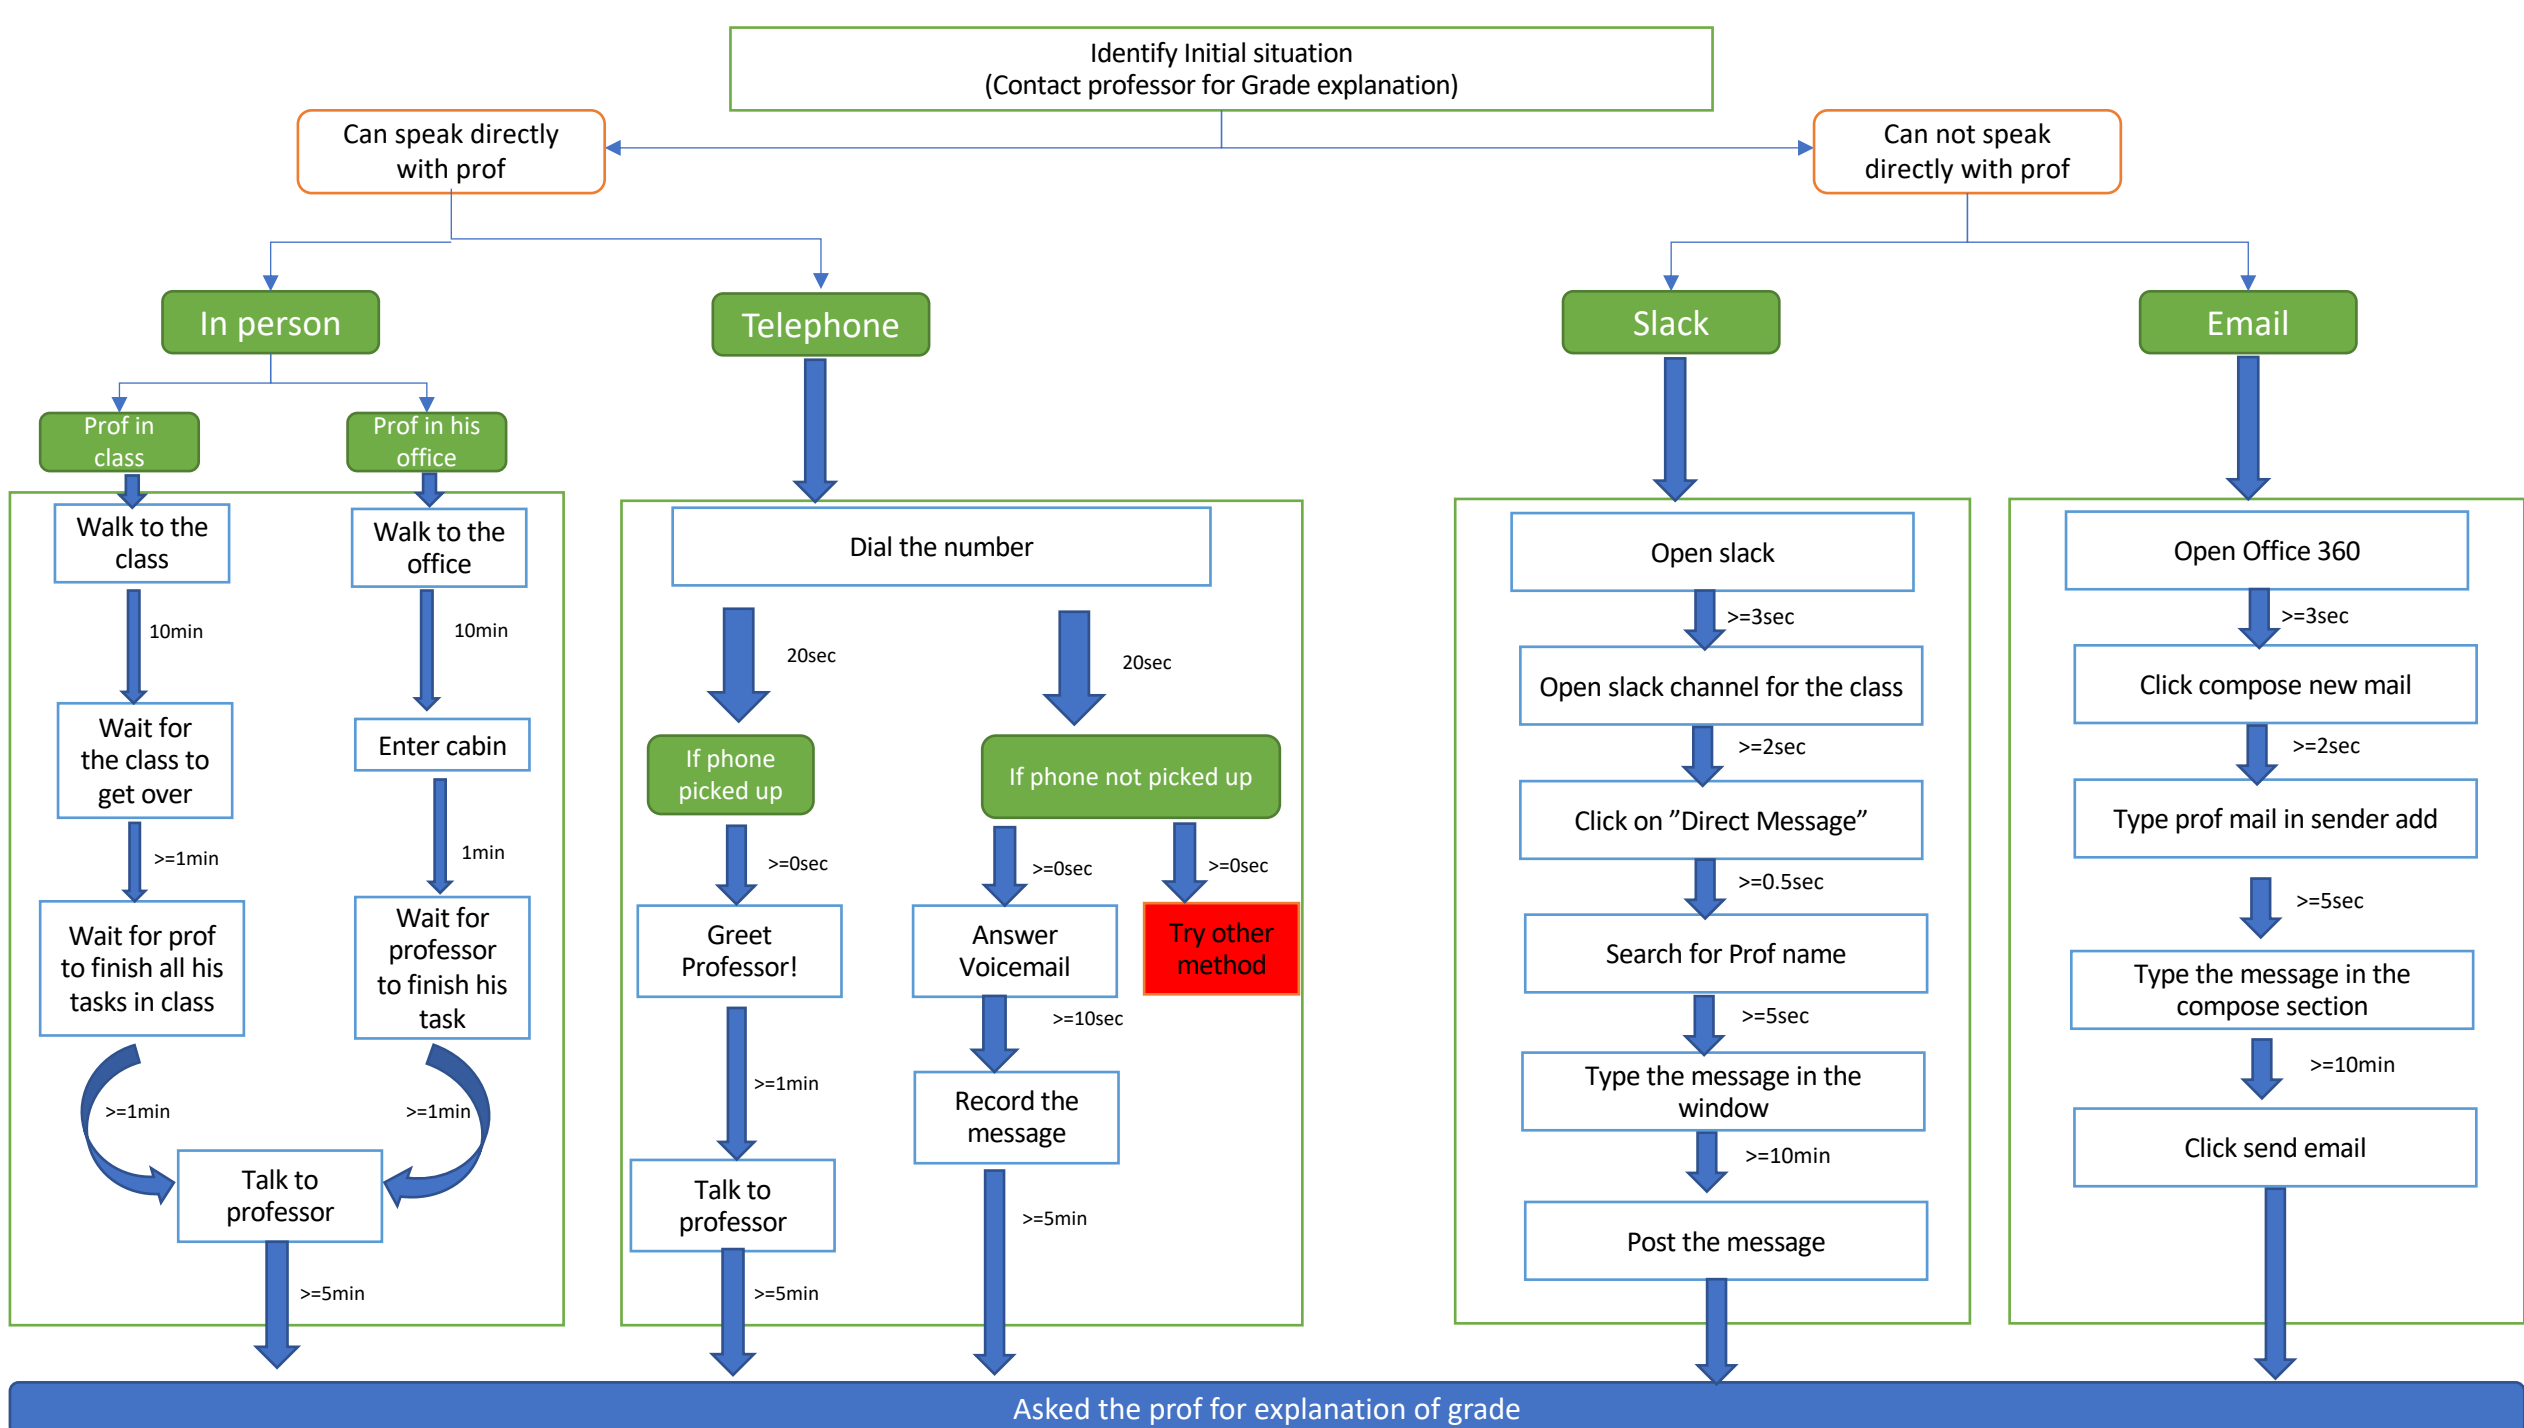 Identify Initial situation
(Contact professor for Grade explanation)
Can speak directly
with prof
Can not speak
directly with prof
In person
Telephone
Slack
Email
Prof in
class
Prof in his
office
Walk to the
class
10min
Wait for
the class to
get over
>=1min
Wait for prof
to finish all his
tasks in class
>=1min
Walk to the
office
10min
Enter cabin
1min
Wait for
professor
to finish his
task
>=1min
Talk to
professor
>=5min
Dial the number
20sec
20sec
If phone
picked up
>=0sec
Greet
Professor!
>=1min
Talk to
professor
>=5min
If phone not picked up
>=0sec
>=0sec
Answer
Voicemail
>=10sec
Record the
message
>=5min
Try other
method
Open slack
>=3sec
Open slack channel for the class
>=2sec
Click on ”Direct Message”
>=0.5sec
Search for Prof name
>=5sec
Type the message in the
window
>=10min
Post the message
Open Office 360
>=3sec
Click compose new mail
>=2sec
Type prof mail in sender add
>=5sec
Type the message in the
compose section
>=10min
Click send email
Asked the prof for explanation of grade